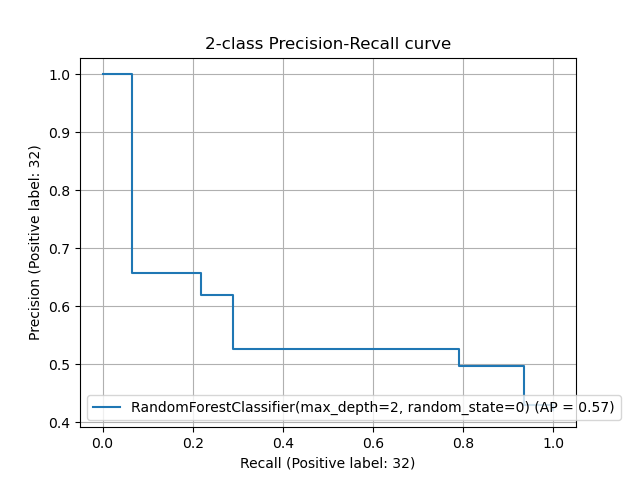 2-class Precision-Recall curve
Precision (Positive label: 32)
1.0
0.9
0.8
0.7
0.6
0.5
0.4
RandomForestClassifier(max_depth=2, random_state=0) (AP = 0.57)
0.0 0.2 0.4 0.6 0.8 1.0
Recall (Positive label: 32)